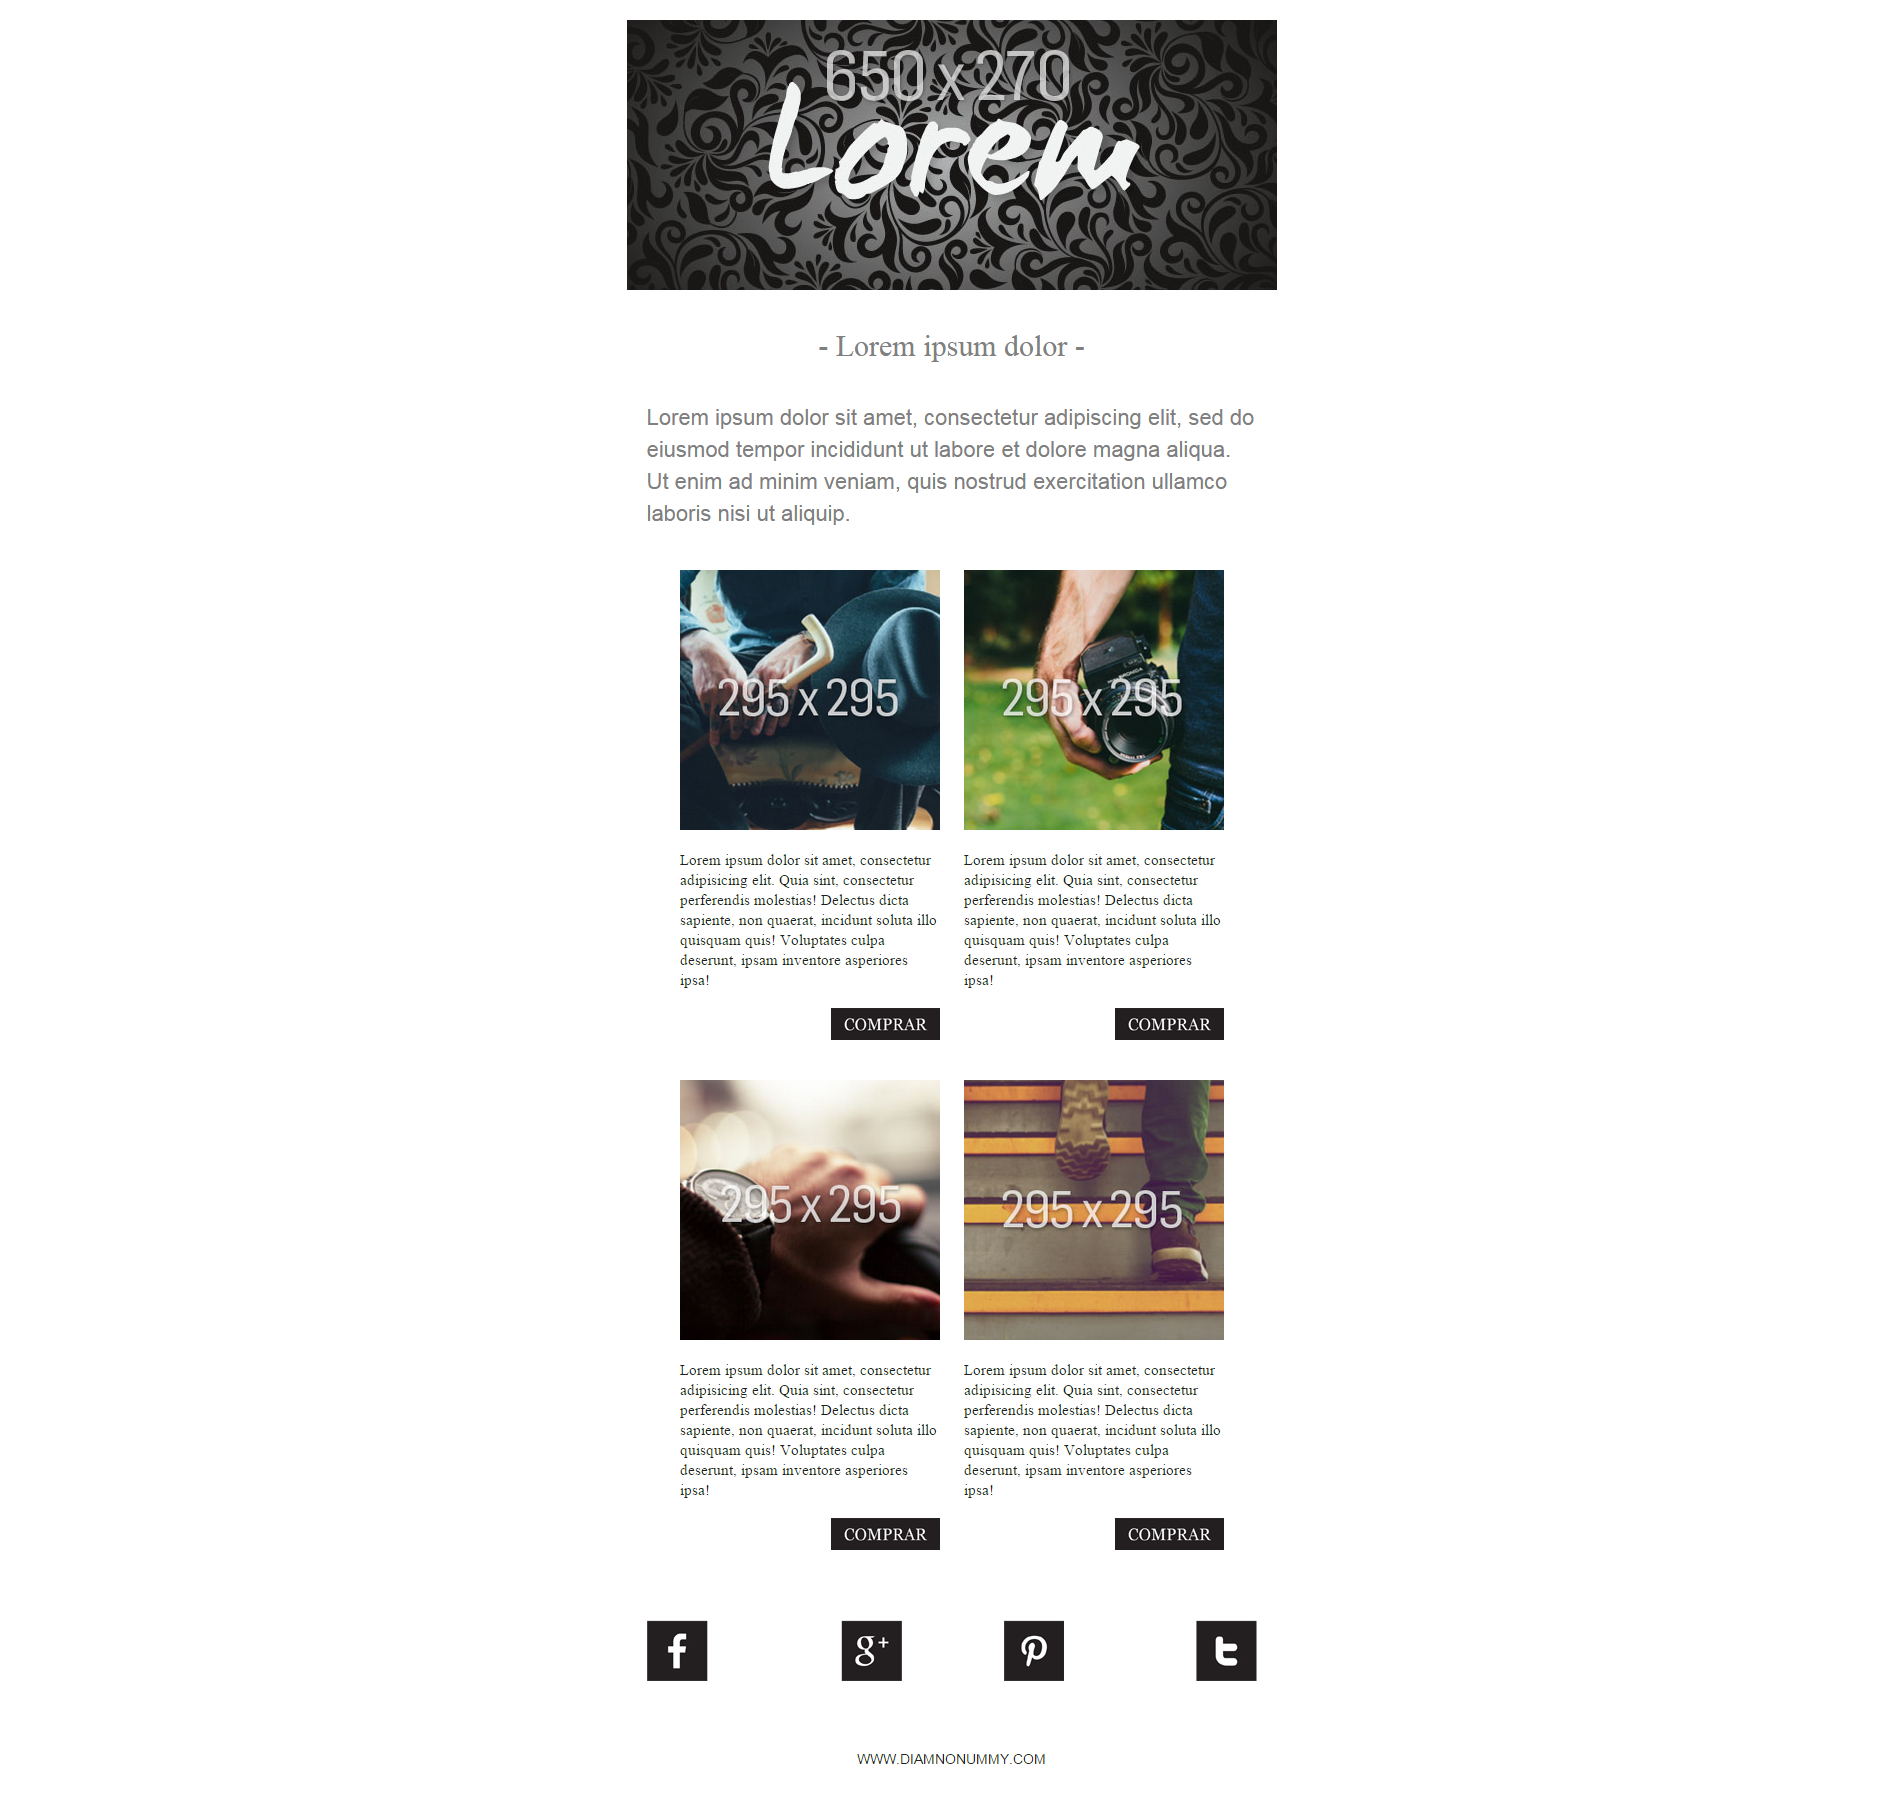 650 x 270
Lorem
- Lorem ipsum dolor -
Lorem ipsum dolor sit amet, consectetur adipiscing elit, sed do
eiusmod tempor incididunt ut labore et dolore magna aliqua.
Ut enim ad minim veniam, quis nostrud exercitation ullamco
laboris nisi ut aliquip.
295 x 295
295 x 295
Lorem ipsum dolor sit amet, consectetur
adipisicing elit. Quia sint, consectetur
perferendis molestias! Delectus dicta
sapiente, non quaerat, incidunt soluta illo
quisquam quis! Voluptates culpa
deserunt, ipsam inventore asperiores
ipsa!
COMPRAR
Lorem ipsum dolor sit amet, consectetur
adipisicing elit. Quia sint, consectetur
perferendis molestias! Delectus dicta
sapiente, non quaerat, incidunt soluta illo
quisquam quis! Voluptates culpa
deserunt, ipsam inventore asperiores
ipsa!
COMPRAR
295 x 295
295 x 295
Lorem ipsum dolor sit amet, consectetur
adipisicing elit. Quia sint, consectetur
perferendis molestias! Delectus dicta
sapiente, non quaerat, incidunt soluta illo
quisquam quis! Voluptates culpa
deserunt, ipsam inventore asperiores
ipsa!
COMPRAR
Lorem ipsum dolor sit amet, consectetur
adipisicing elit. Quia sint, consectetur
perferendis molestias! Delectus dicta
sapiente, non quaerat, incidunt soluta illo
quisquam quis! Voluptates culpa
deserunt, ipsam inventore asperiores
ipsa!
COMPRAR
f g+ p t
WWW.DIAMNONUMMY.COM